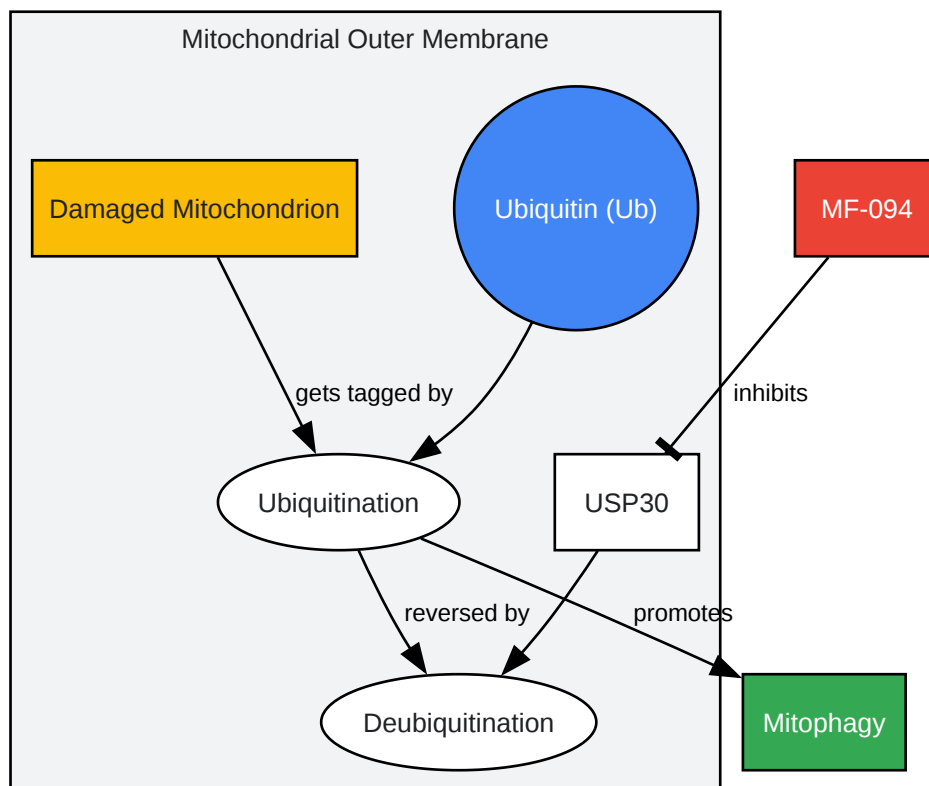 Mitochondrial Outer Membrane
Damaged Mitochondrion
Ubiquitin (Ub)
MF-094
gets tagged by
inhibits
Ubiquitination
USP30
reversed by
promotes
Deubiquitination
Mitophagy